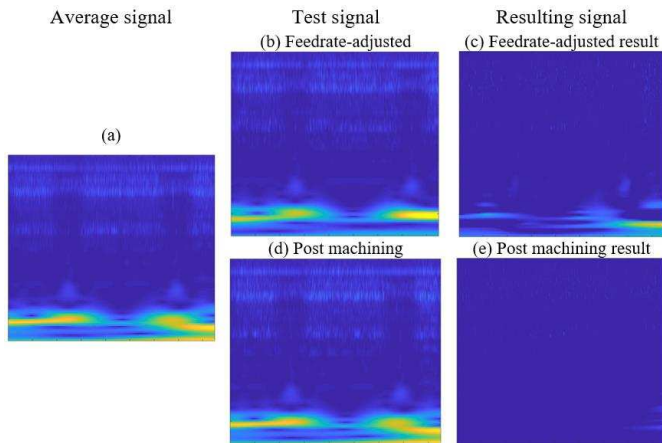 Average signal
Test signal
Resulting signal
(b) Feedrate-adjusted
(c) Feedrate-adjusted result
(a)
(d) Post machining
(e) Post machining result